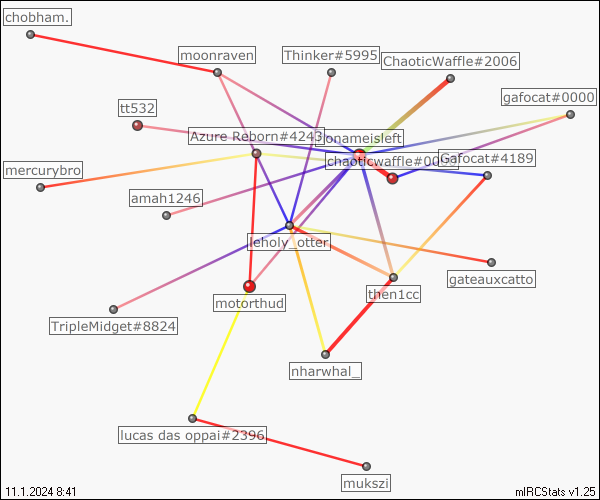 chobham.
moonraven
Thinker#5995
ChaoticWaffle#2006
gafocat#0000
tt532
Azure Reborn#4243
nonameisleft
chaoticwaffle#0
Gafocat#4189
mercurybro
amah1246
leholy_otter
gateauxcatto
then1cc
motorthud
TripleMidget#8824
nharwhal_
lucas das oppai#2396
mukszi
11.1.2024 8:41
mIRCStats v1.25